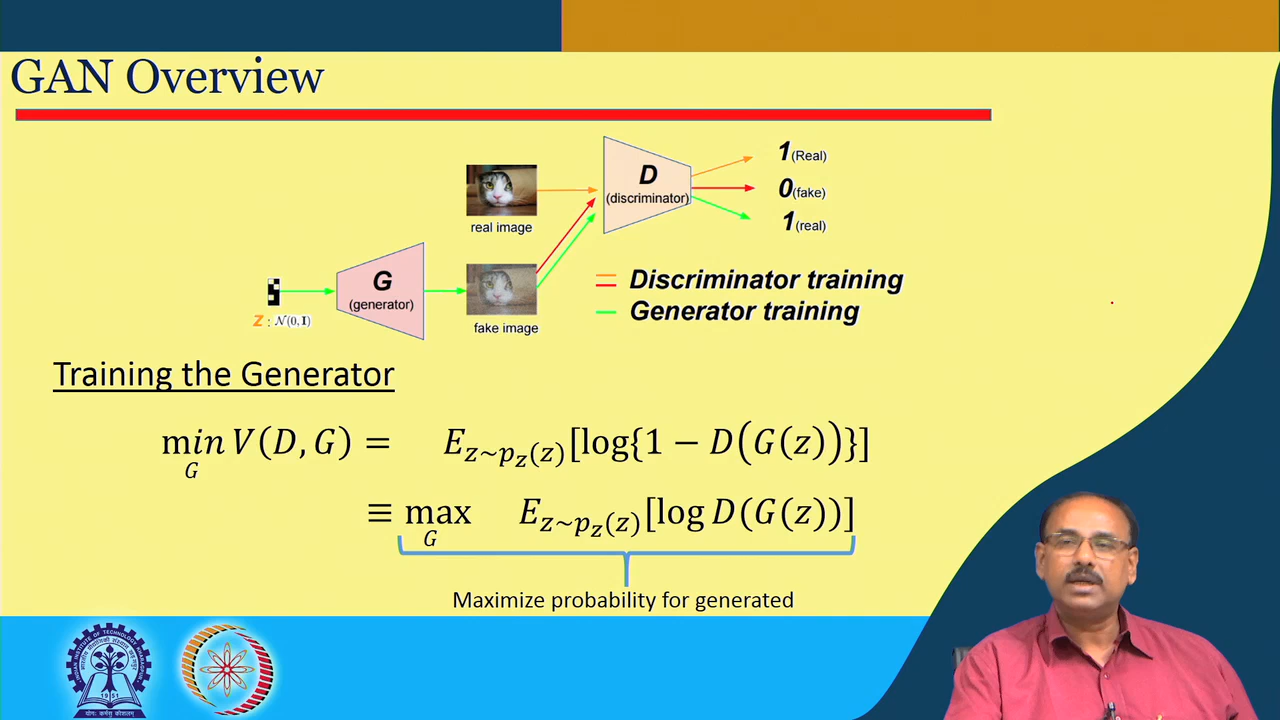 GAN Overview
1(Real)
D
(discriminator)
0(fake)
1(real)
real image
G
(generator)
Discriminator training
Generator training
Z : 𝒩(0, I)
fake image
Training the Generator
min V(D, G) = E_{z~p_z(z)}[log{1 − D(G(z))}]
G
≡ max E_{z~p_z(z)}[log D(G(z))]
G
Maximize probability for generated
1951